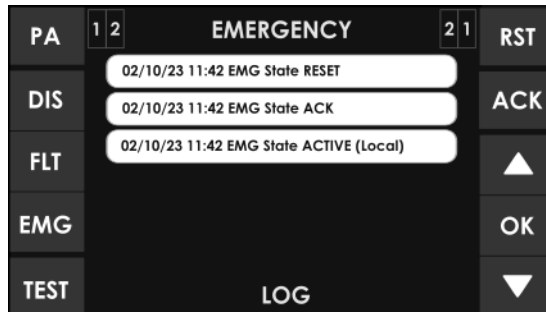 PA
1 2 EMERGENCY 2 1
RST
02/10/23 11:42 EMG State RESET
DIS
02/10/23 11:42 EMG State ACK
ACK
02/10/23 11:42 EMG State ACTIVE (Local)
FLT
EMG
OK
TEST
LOG